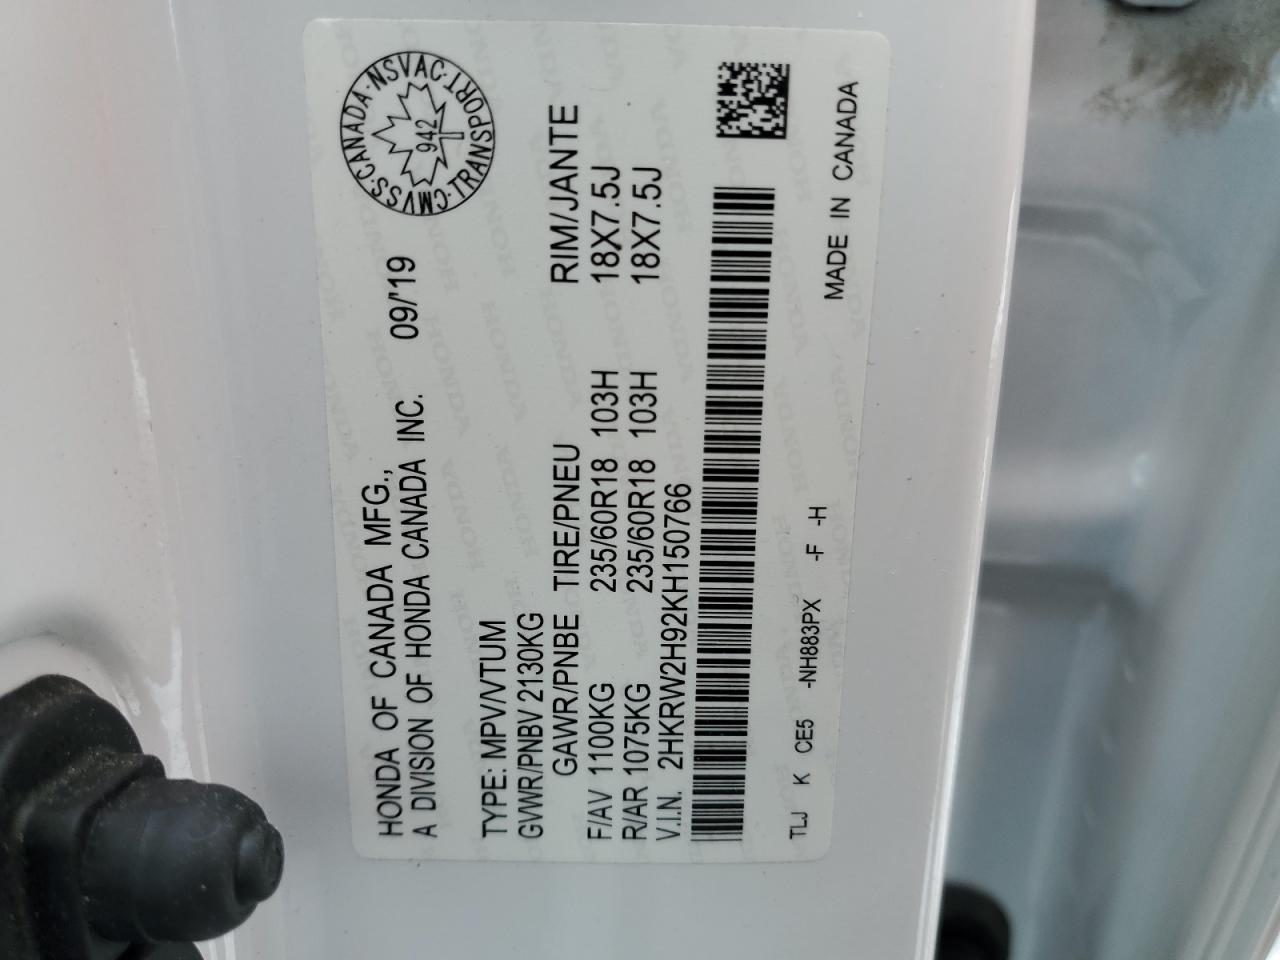 HONDA OF CANADA MFG.,
A DIVISION OF HONDA CANADA INC. 09/'19
CMVSS·CANADA·NSVAC·TRANSPORT·
942
TYPE: MPV/VTUM
GVWR/PNBV 2130KG
GAWR/PNBE TIRE/PNEU RIM/JANTE
F/AV 1100KG 235/60R18 103H 18X7.5J
R/AR 1075KG 235/60R18 103H 18X7.5J
V.I.N. 2HKRW2H92KH150766
TLJ K CE5 -NH883PX -F -H MADE IN CANADA